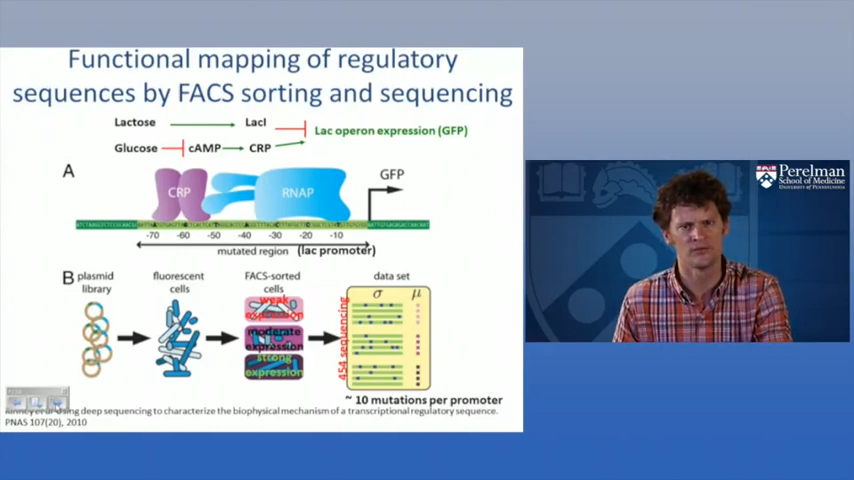 Functional mapping of regulatory
sequences by FACS sorting and sequencing
Lactose LacI
Lac operon expression (GFP)
Glucose cAMP CRP
A
CRP RNAP GFP
-70 -60 -50 -40 -30 -20 -10
mutated region (lac promoter)
B
plasmid library
fluorescent cells
FACS-sorted cells
data set
weak expression
moderate expression
strong expression
454 sequencing
σ μ
~ 10 mutations per promoter
using deep sequencing to characterize the biophysical mechanism of a transcriptional regulatory sequence.
PNAS 107(20), 2010
Perelman
School of Medicine
University of Pennsylvania